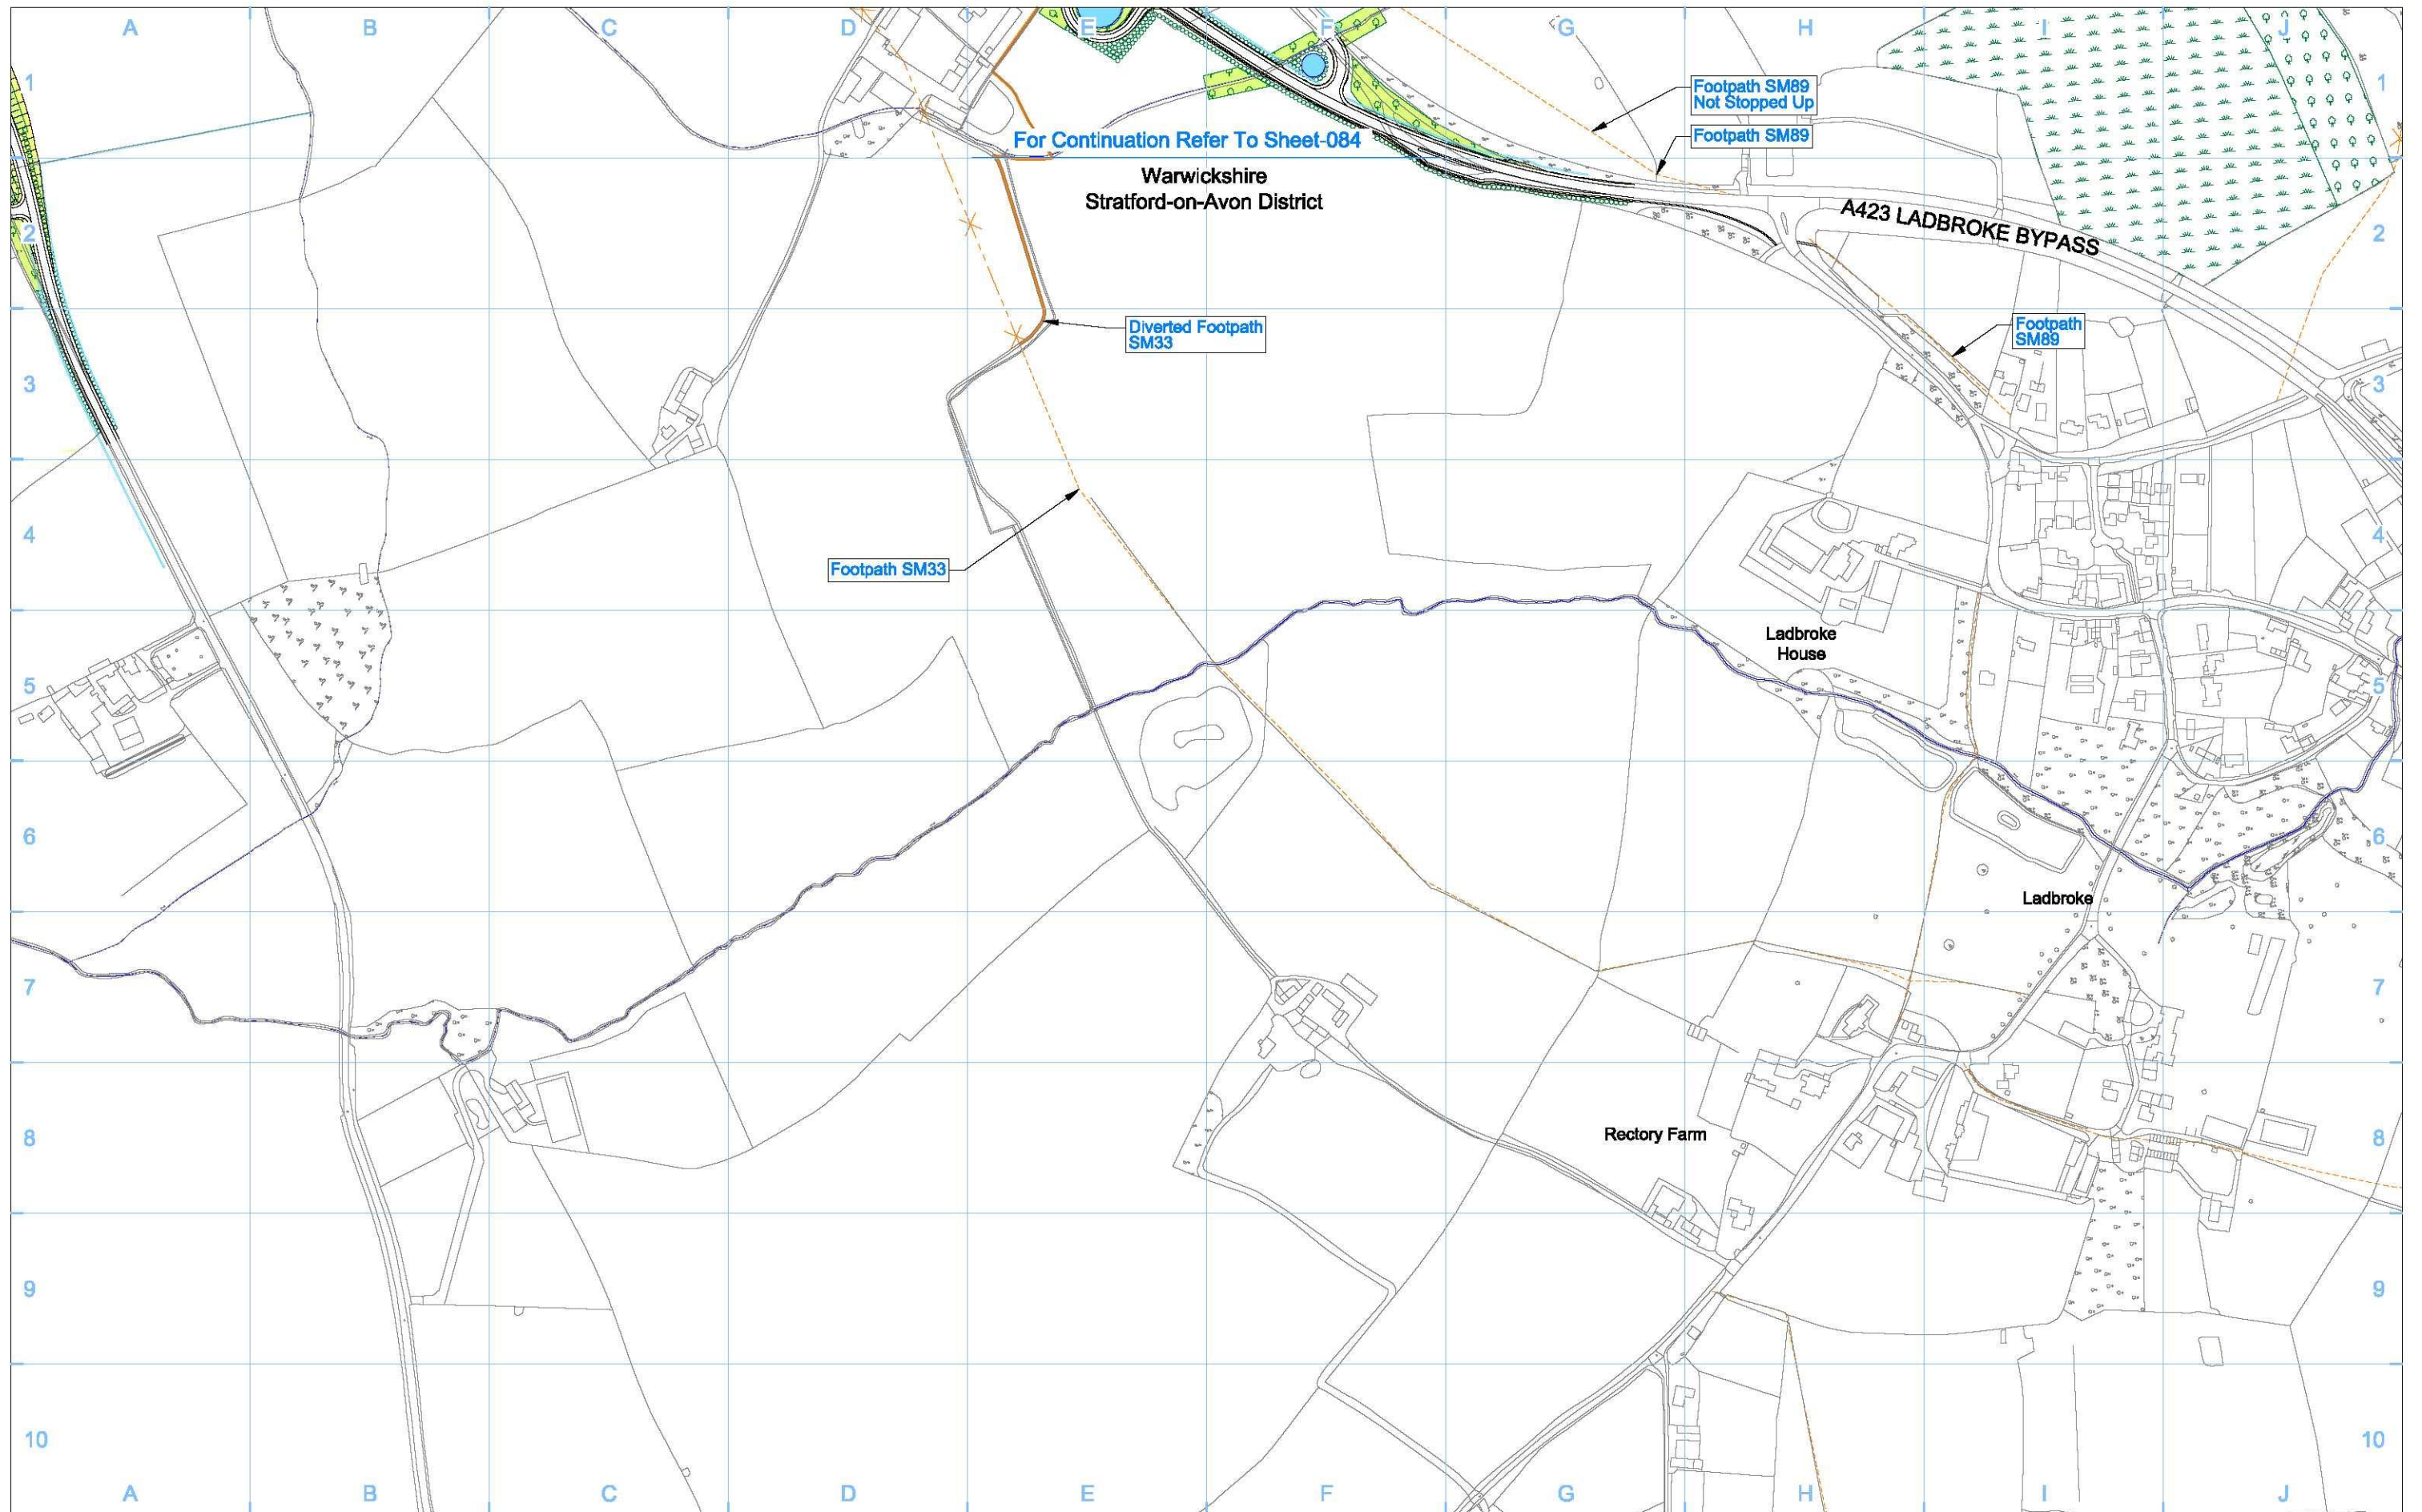 A B C D E F G H I J
1 1
Footpath SM89
Not Stopped Up
Footpath SM89
For Continuation Refer To Sheet-084
Warwickshire
Stratford-on-Avon District
A423 LADBROKE BYPASS
2 2
Diverted Footpath
SM33
Footpath
SM89
3 3
4 4
Footpath SM33
Ladbroke
House
5 5
6 6
Ladbroke
7 7
Rectory Farm
8 8
9 9
10 10
A B C D E F G H I J